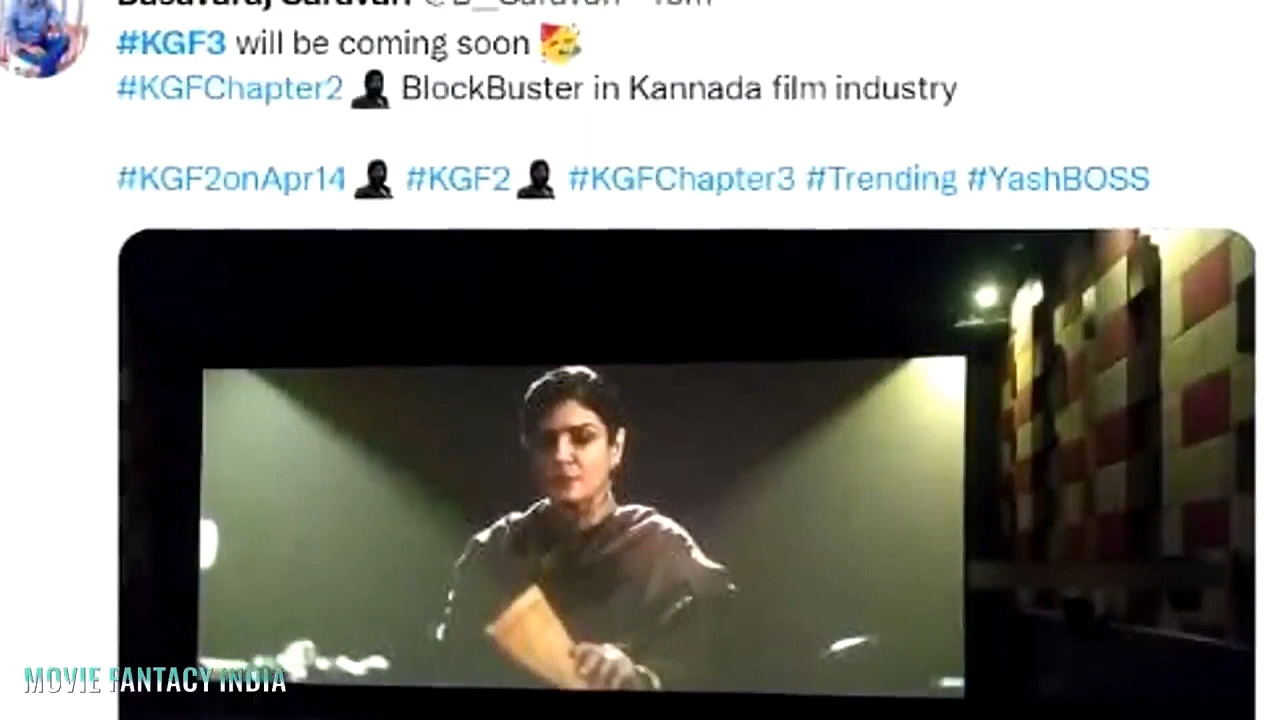 #KGF3 will be coming soon
#KGFChapter2 BlockBuster in Kannada film industry
#KGF2onApr14 #KGF2 #KGFChapter3 #Trending #YashBOSS
MOVIE FANTACY INDIA